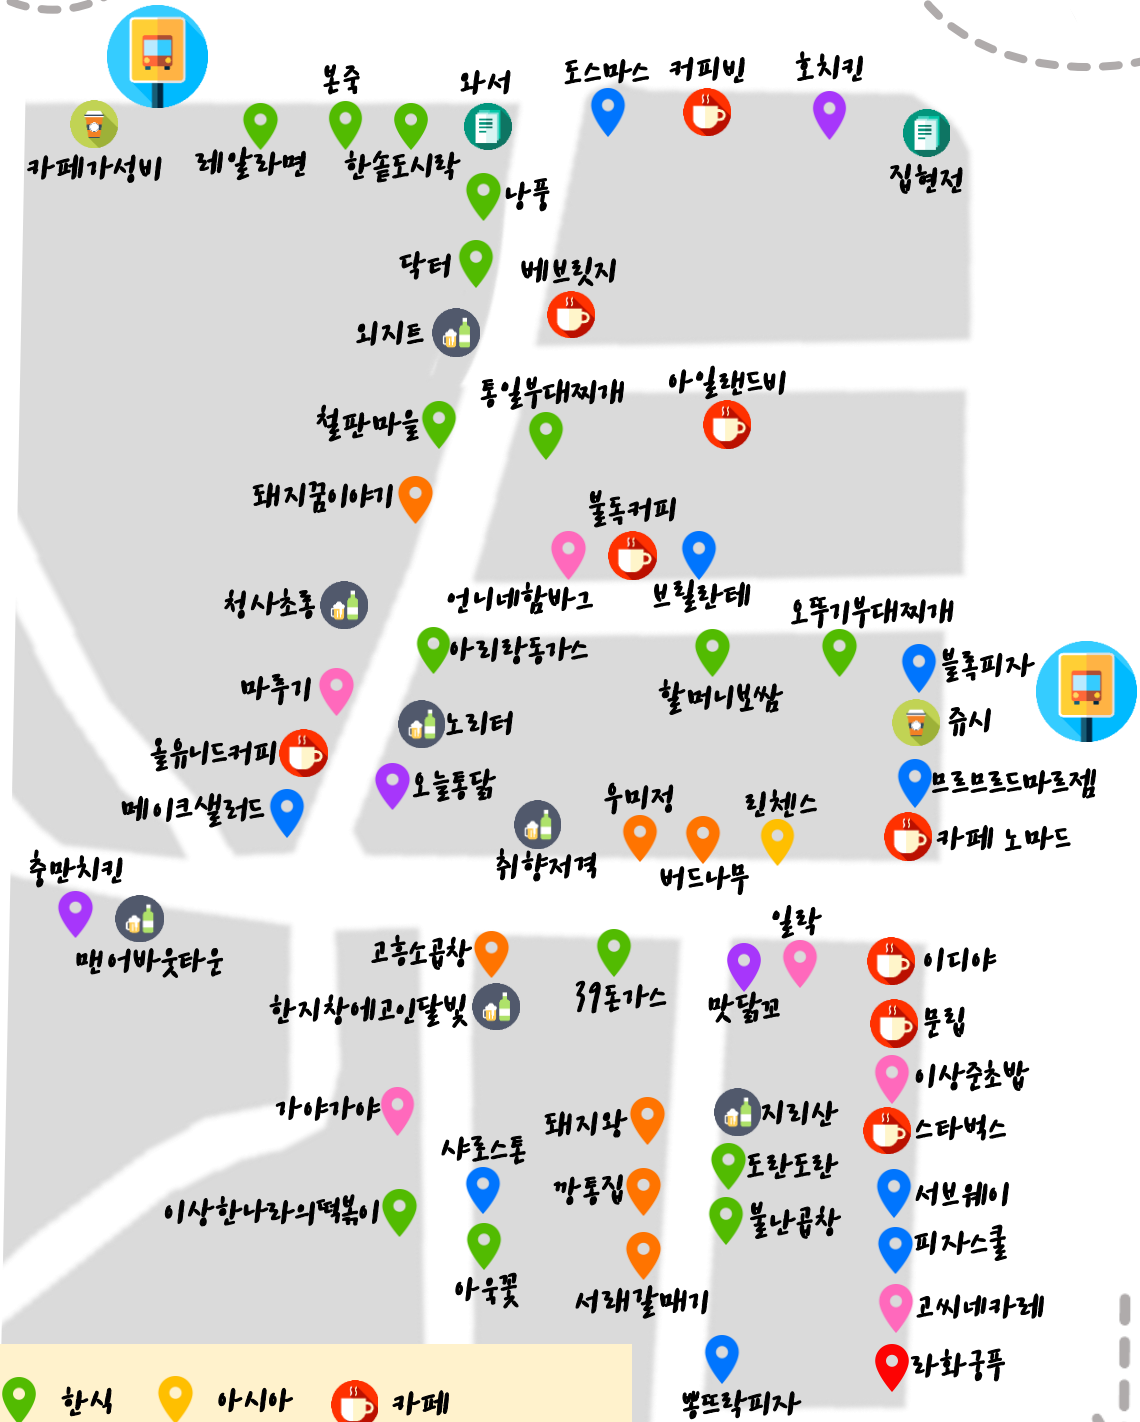 본죽
와서
도스마스
커피빈
호치킨
카페가성비
레알라면
한솥도시락
집현전
낭풍
닥터
베브릿지
외지트
통일부대찌개
아일랜드비
철판마을
돼지꿈이야기
불독커피
청사초롱
언니네함바그
브릴란테
오뚜기부대찌개
아리랑동가스
블록피자
마루기
할머니보쌈
노리터
쥬시
올유니드커피
오늘통닭
므르므르드마르젬
메이크샐러드
우미정
린첸스
카페 노마드
충만치킨
취향저격
버드나무
맨어바웃타운
일락
고흥소곱창
이디야
한지창에고인달빛
39돈가스
맛닭꼬
문립
이상준초밥
가야가야
돼지왕
지리산
스타벅스
샤로스톤
도란도란
깡통집
서브웨이
이상한나라의떡볶이
불난곱창
피자스쿨
아욱꽃
서래갈매기
고씨네카레
라화쿵푸
뽕뜨락피자
한식
아시아
카페